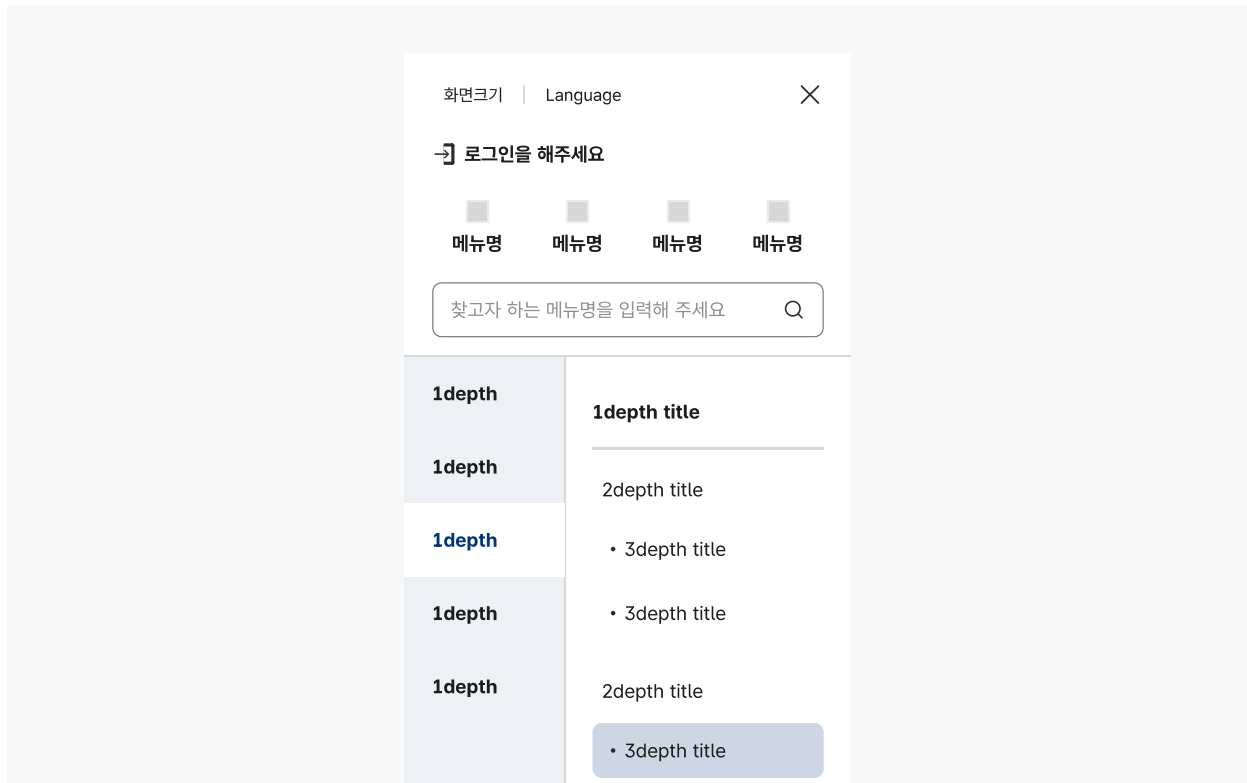 화면크기 | Language
로그인을 해주세요
메뉴명 메뉴명 메뉴명 메뉴명
찾고자 하는 메뉴명을 입력해 주세요
1depth
1depth
1depth
1depth
1depth
1depth title
2depth title
• 3depth title
• 3depth title
2depth title
• 3depth title